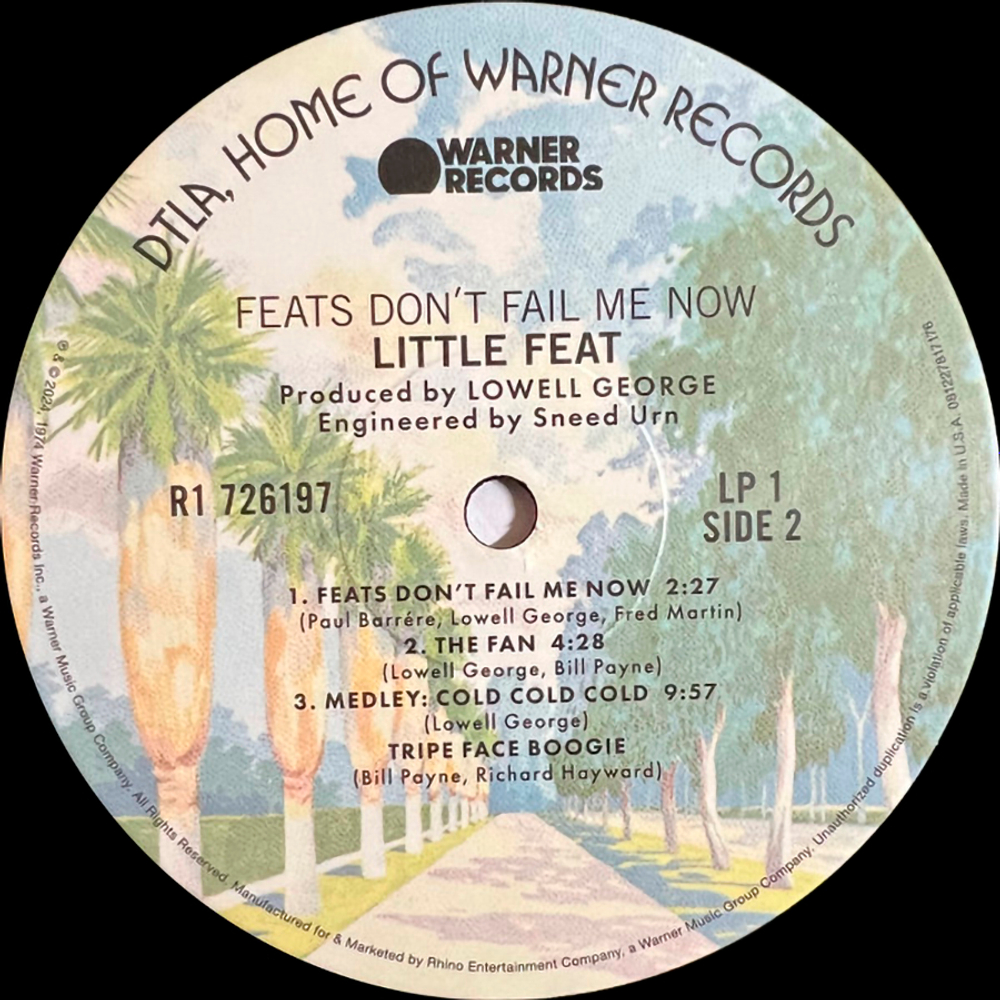 DTLA, HOME OF WARNER RECORDS
WARNER
RECORDS
FEATS DON'T FAIL ME NOW
LITTLE FEAT
Produced by LOWELL GEORGE
Engineered by Sneed Urn
R1 726197
LP 1
SIDE 2
1. FEATS DON'T FAIL ME NOW 2:27
(Paul Barrére, Lowell George, Fred Martin)
2. THE FAN 4:28
(Lowell George, Bill Payne)
3. MEDLEY: COLD COLD COLD 9:57
(Lowell George)
TRIPE FACE BOOGIE
(Bill Payne, Richard Hayward)
℗ & © 2024, 1974 Warner Records Inc., a Warner Music Group Company. All Rights Reserved. Manufactured for & Marketed by Rhino Entertainment Company, a Warner Music Group Company. Unauthorized duplication is a violation of applicable laws. Made in U.S.A. 081227817176